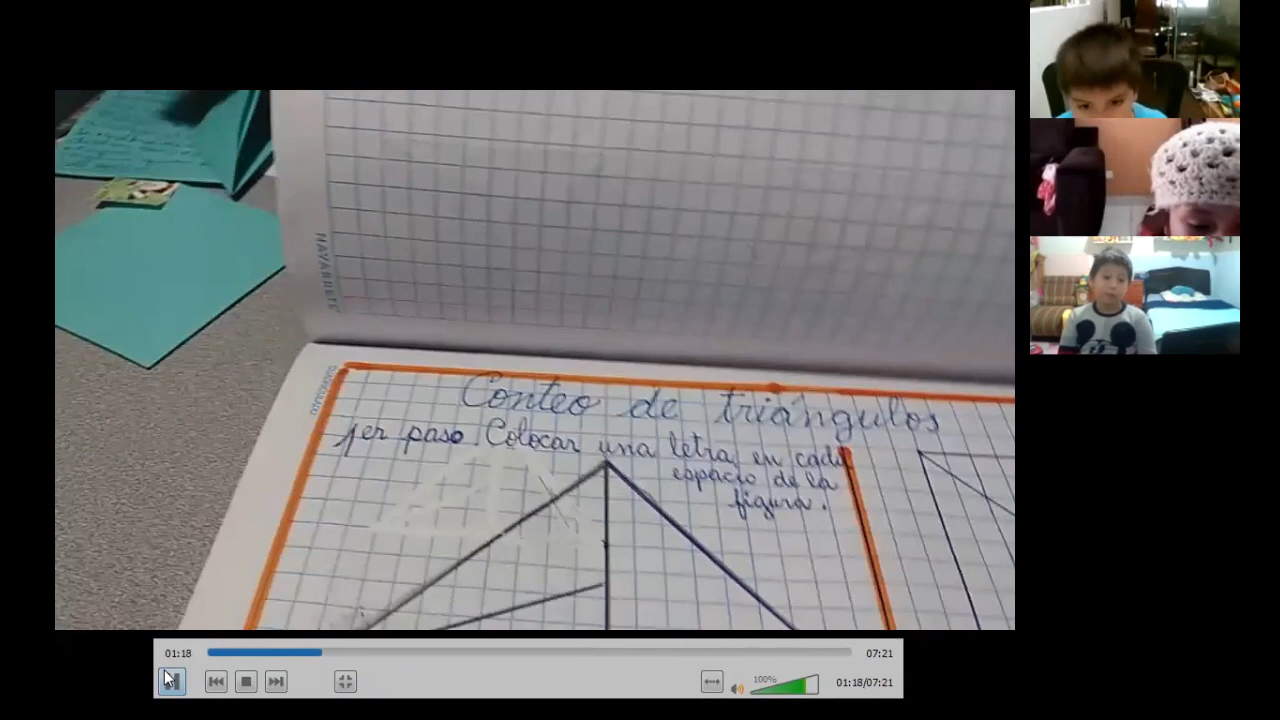 NAVARRETE
Conteo de triángulos
1er paso Colocar una letra en cada
espacio de la
figura.
01:18
07:21
100%
01:18/07:21